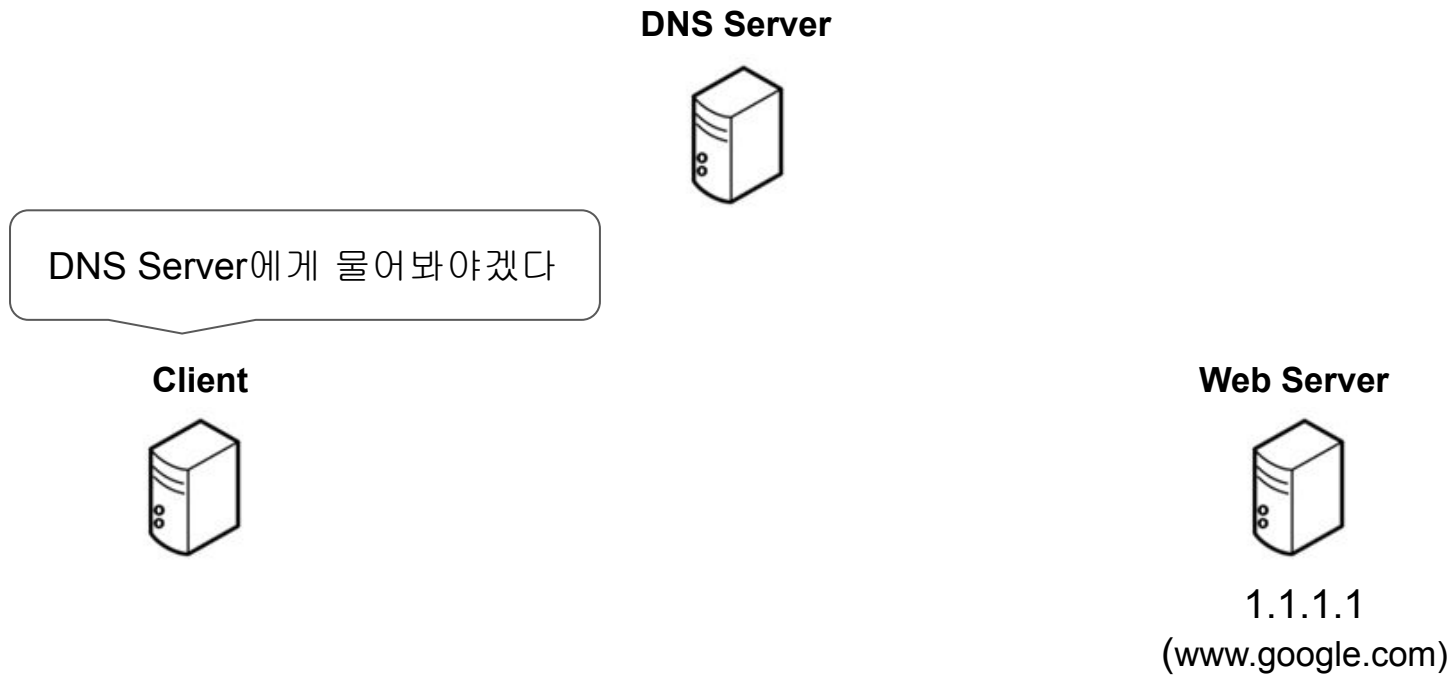 DNS Server
DNS Server에게 물어봐야겠다
Client
Web Server
1.1.1.1
(www.google.com)